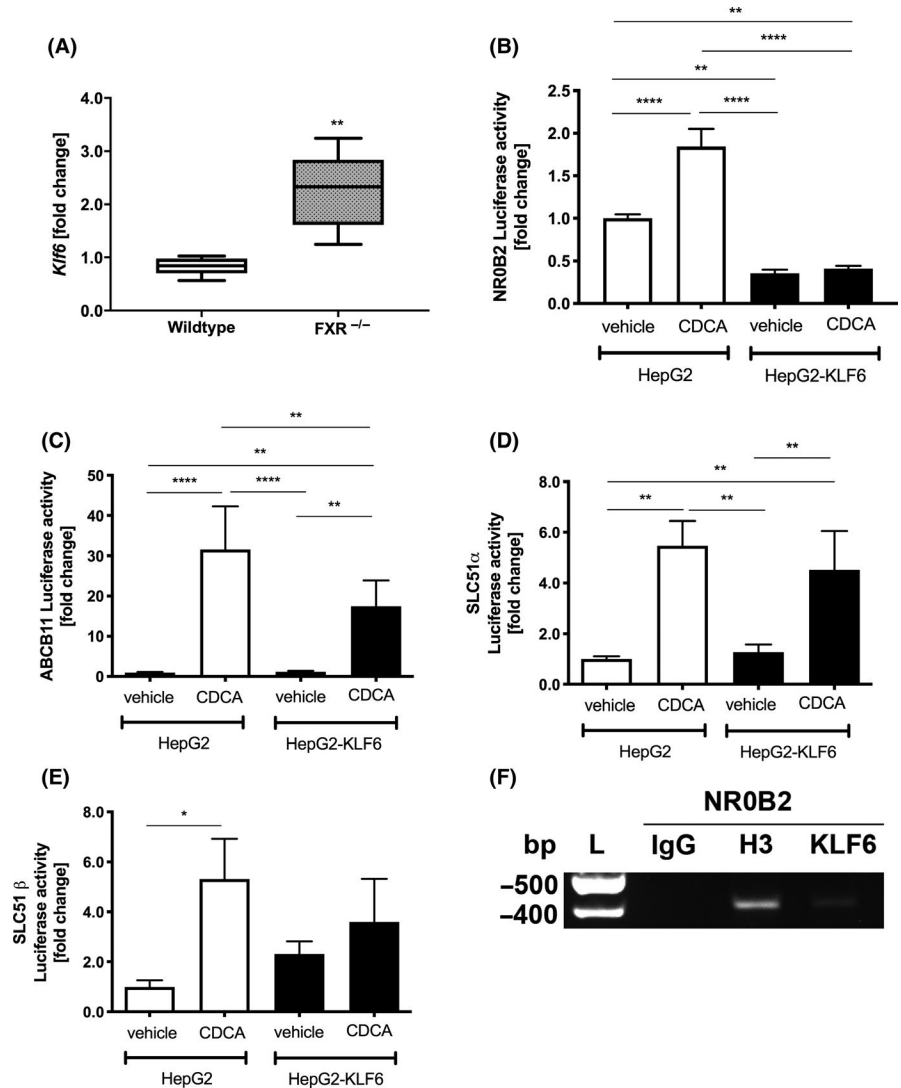 (A)
Klf6 [fold change]
4.0
3.0
2.0
1.0
0.0
**
Wildtype
FXR −/−
(B)
NR0B2 Luciferase activity
[fold change]
2.5
2.0
1.5
1.0
0.5
0.0
**
****
**
****
****
vehicle
CDCA
vehicle
CDCA
HepG2
HepG2-KLF6
(C)
ABCB11 Luciferase activity
[fold change]
50
40
30
20
10
0
**
**
****
****
**
vehicle
CDCA
vehicle
CDCA
HepG2
HepG2-KLF6
(D)
SLC51α
Luciferase activity
[fold change]
8.0
6.0
4.0
2.0
0.0
**
**
**
**
vehicle
CDCA
vehicle
CDCA
HepG2
HepG2-KLF6
(E)
SLC51 β
Luciferase activity
[fold change]
8.0
6.0
4.0
2.0
0.0
*
vehicle
CDCA
vehicle
CDCA
HepG2
HepG2-KLF6
(F)
NR0B2
bp L IgG H3 KLF6
−500
−400